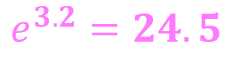 e^{3.2} = 24.5